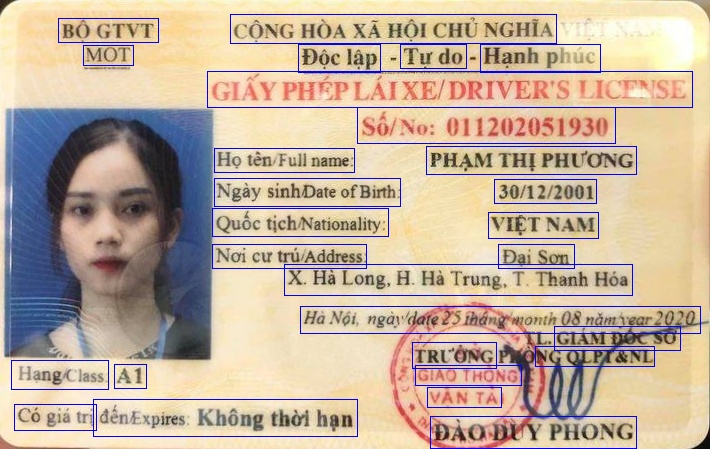 BỘ GTVT CỘNG HÒA XÃ HỘI CHỦ NGHĨA VIỆT NAM
MOT Độc lập - Tự do - Hạnh phúc
GIẤY PHÉP LÁI XE/DRIVER'S LICENSE
Số/No: 011202051930
Họ tên/Full name: PHẠM THỊ PHƯƠNG
Ngày sinh/Date of Birth: 30/12/2001
Quốc tịch/Nationality: VIỆT NAM
Nơi cư trú/Address: Đại Sơn
X. Hà Long, H. Hà Trung, T. Thanh Hóa
Hà Nội, ngày/date 25 tháng/month 08 năm/year 2020
TL. GIÁM ĐỐC SỞ
TRƯỞNG PHÒNG QLPT&NL
SỞ
GIAO THÔNG
VẬN TẢI
Hạng/Class: A1
Có giá trị đến/Expires: Không thời hạn
ĐÀO DUY PHONG